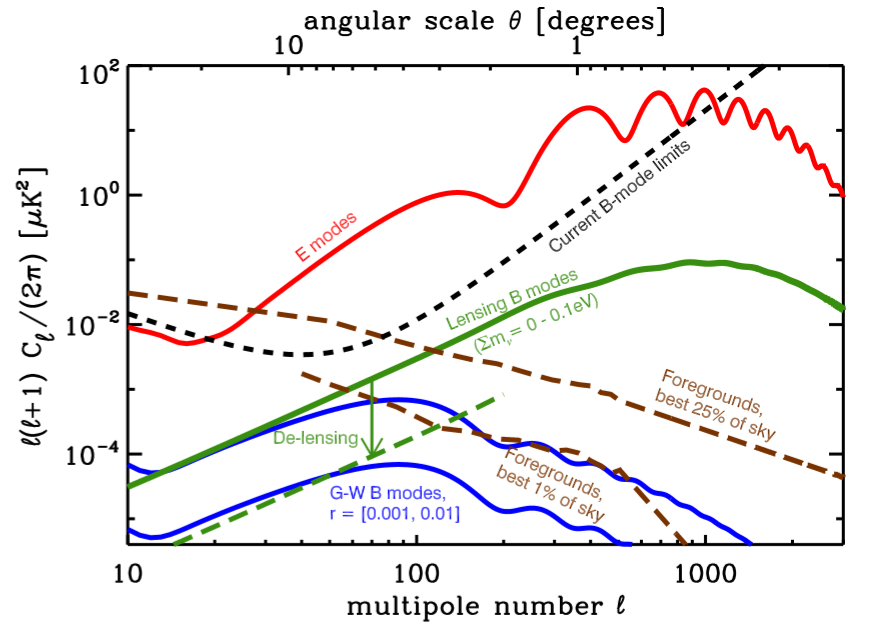 angular scale θ [degrees]
10 1
10²
10⁰
10⁻²
10⁻⁴
ℓ(ℓ+1) Cℓ/(2π) [μK²]
E modes
Current B-mode limits
Lensing B modes
(Σmᵥ= 0 - 0.1eV)
Foregrounds,
best 25% of sky
De-lensing
Foregrounds,
best 1% of sky
G-W B modes,
r = [0.001, 0.01]
10 100 1000
multipole number ℓ